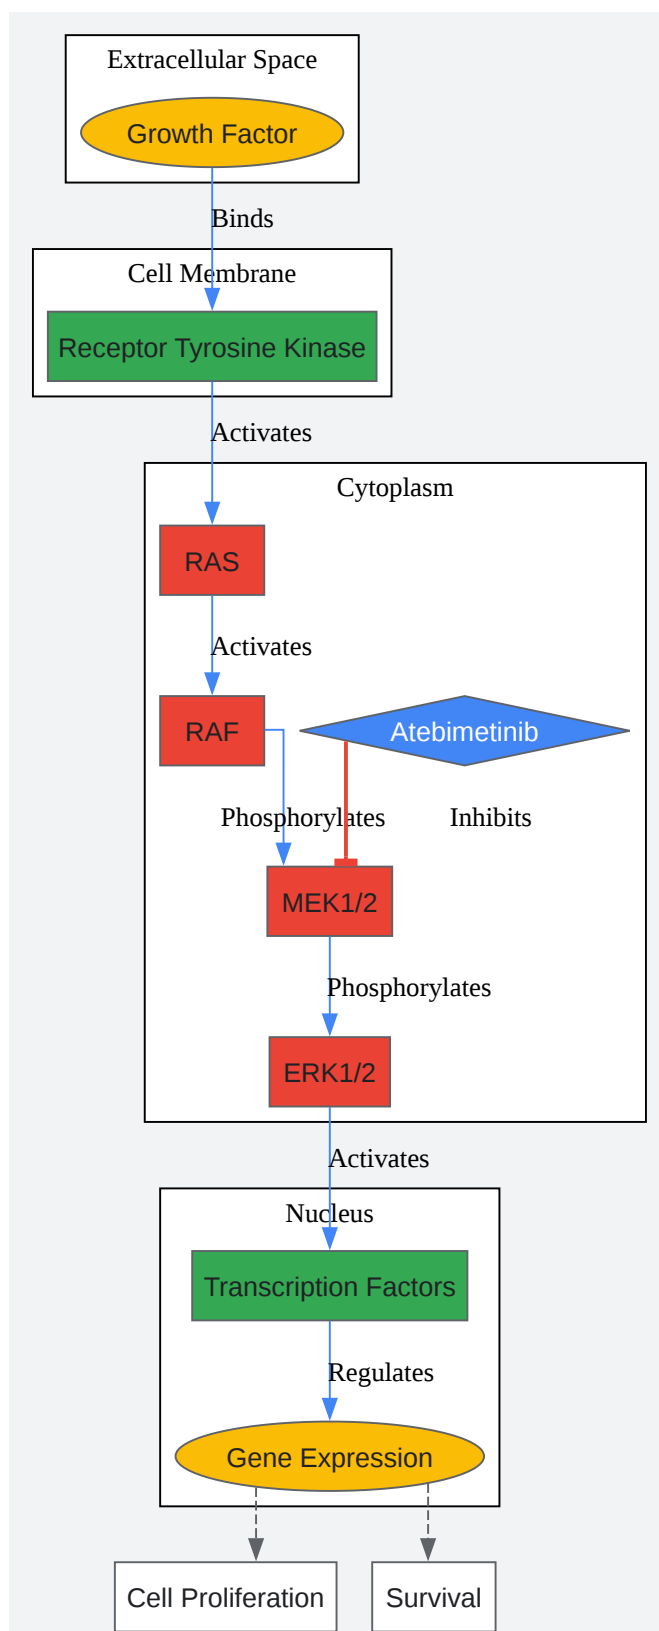 Extracellular Space
Growth Factor
Binds
Cell Membrane
Receptor Tyrosine Kinase
Activates
Cytoplasm
RAS
Activates
RAF
Atebimetinib
Phosphorylates
Inhibits
MEK1/2
Phosphorylates
ERK1/2
Activates
Nucleus
Transcription Factors
Regulates
Gene Expression
Cell Proliferation
Survival